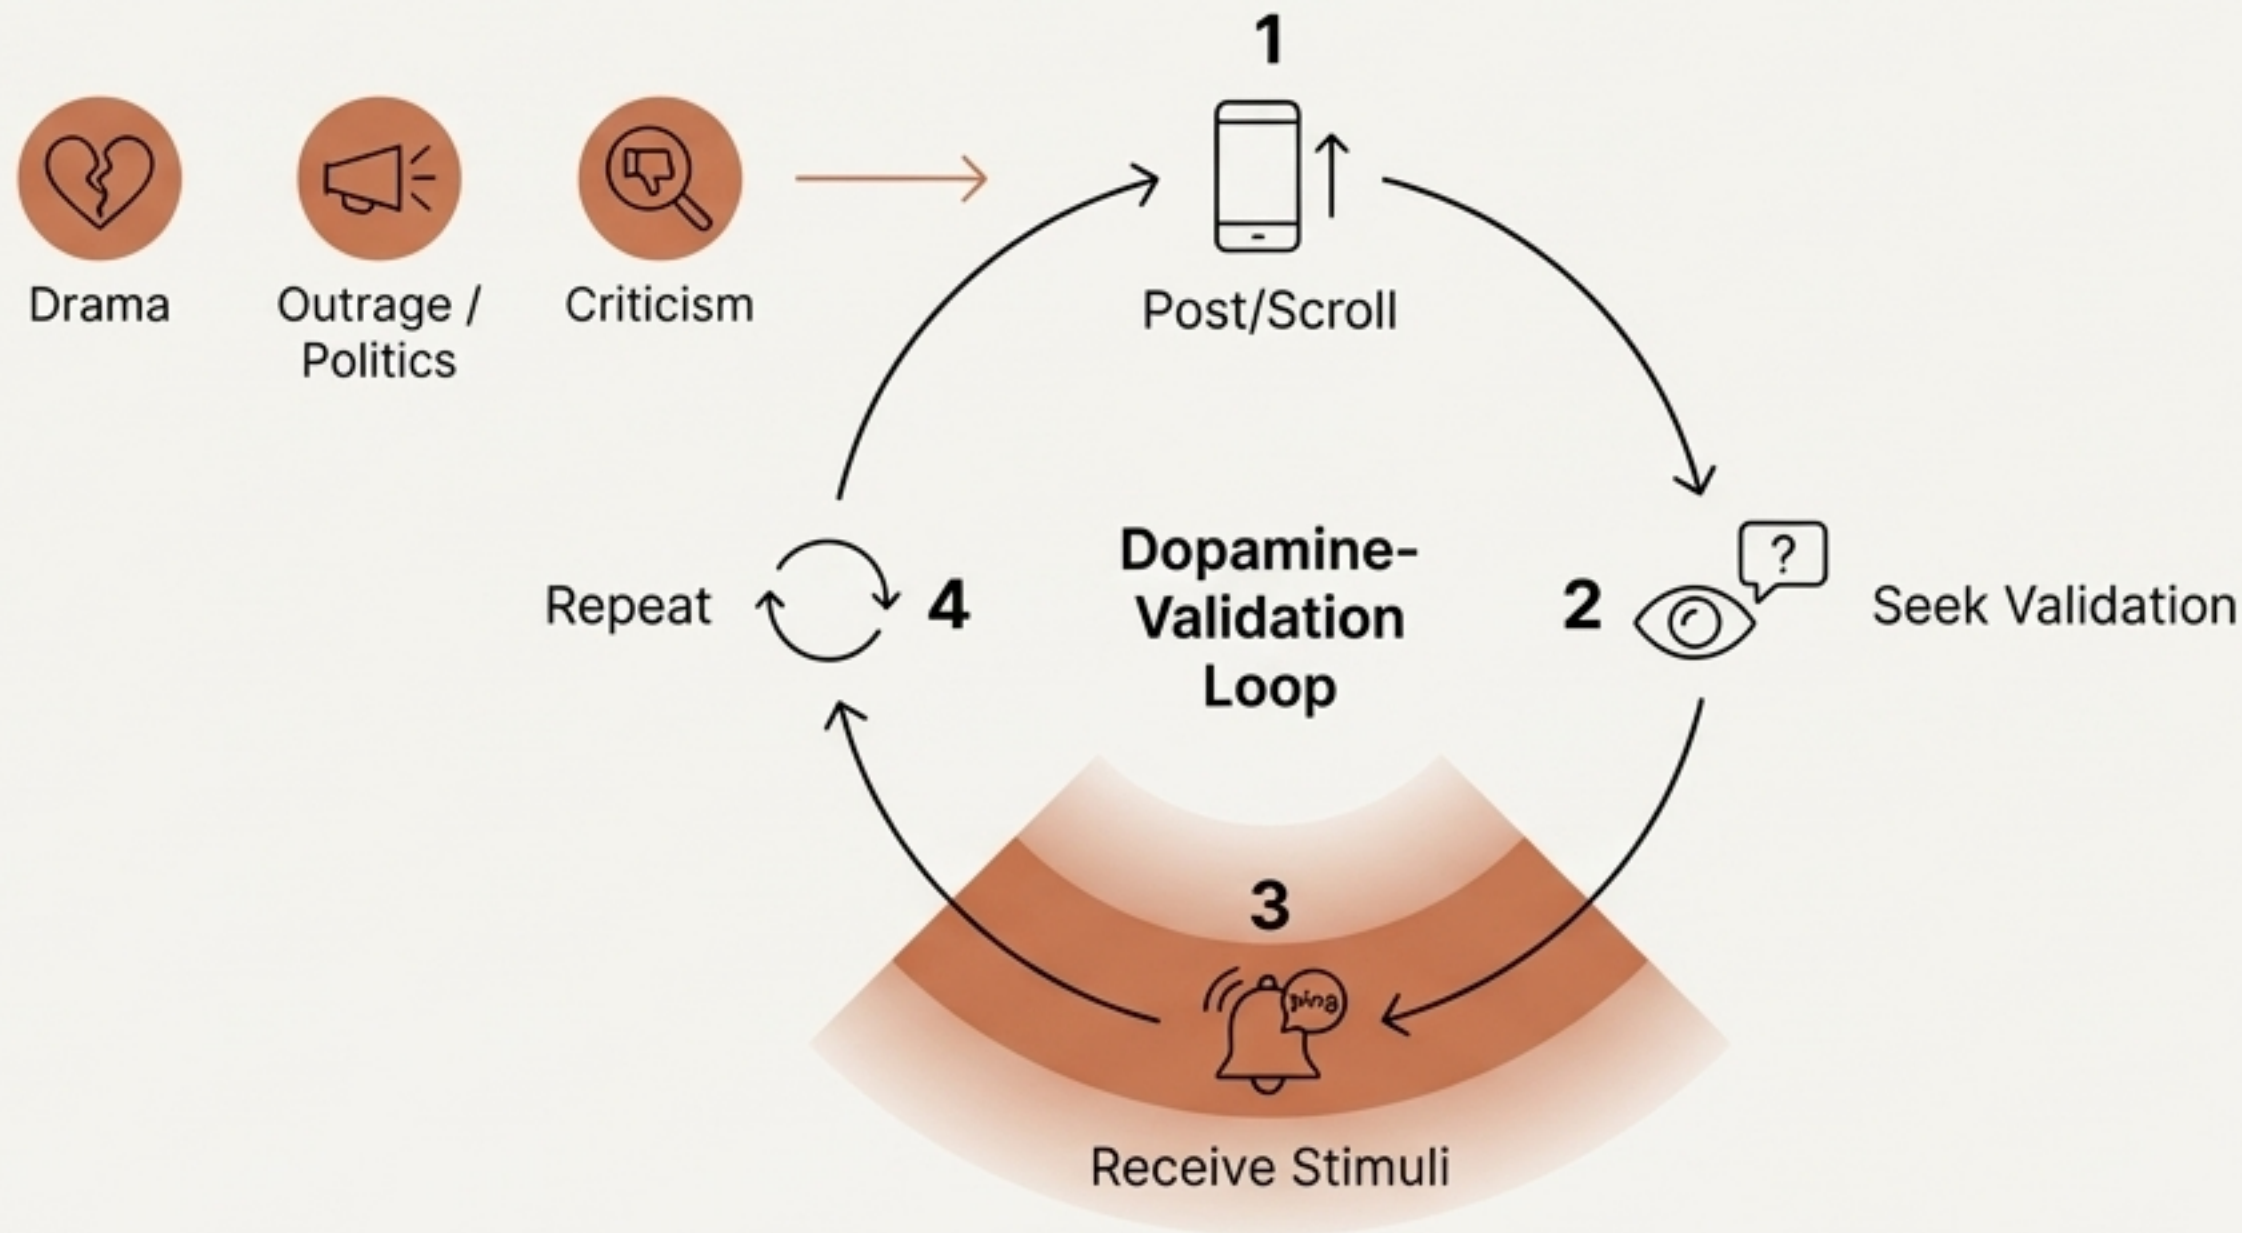 1
Drama
Outrage /
Politics
Criticism
Post/Scroll
Repeat
4
Dopamine-
Validation
Loop
2
?
Seek Validation
3
Receive Stimuli